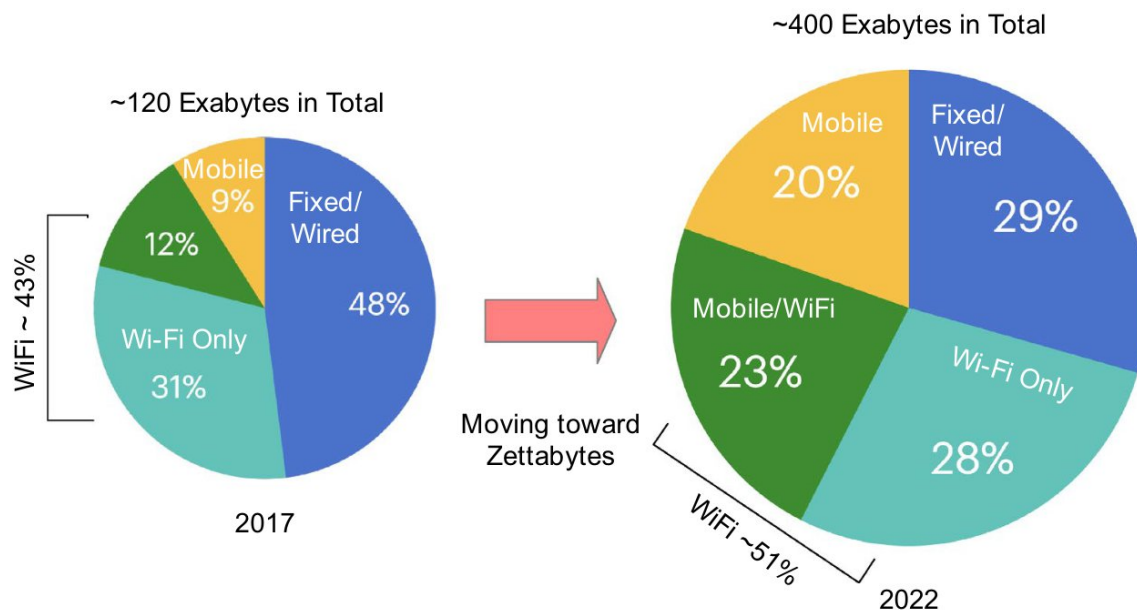 ~120 Exabytes in Total
Mobile
9%
Fixed/
Wired
48%
12%
Wi-Fi Only
31%
WiFi ~ 43%
2017
Moving toward
Zettabytes
~400 Exabytes in Total
Mobile
20%
Fixed/
Wired
29%
Mobile/WiFi
23%
Wi-Fi Only
28%
WiFi ~51%
2022